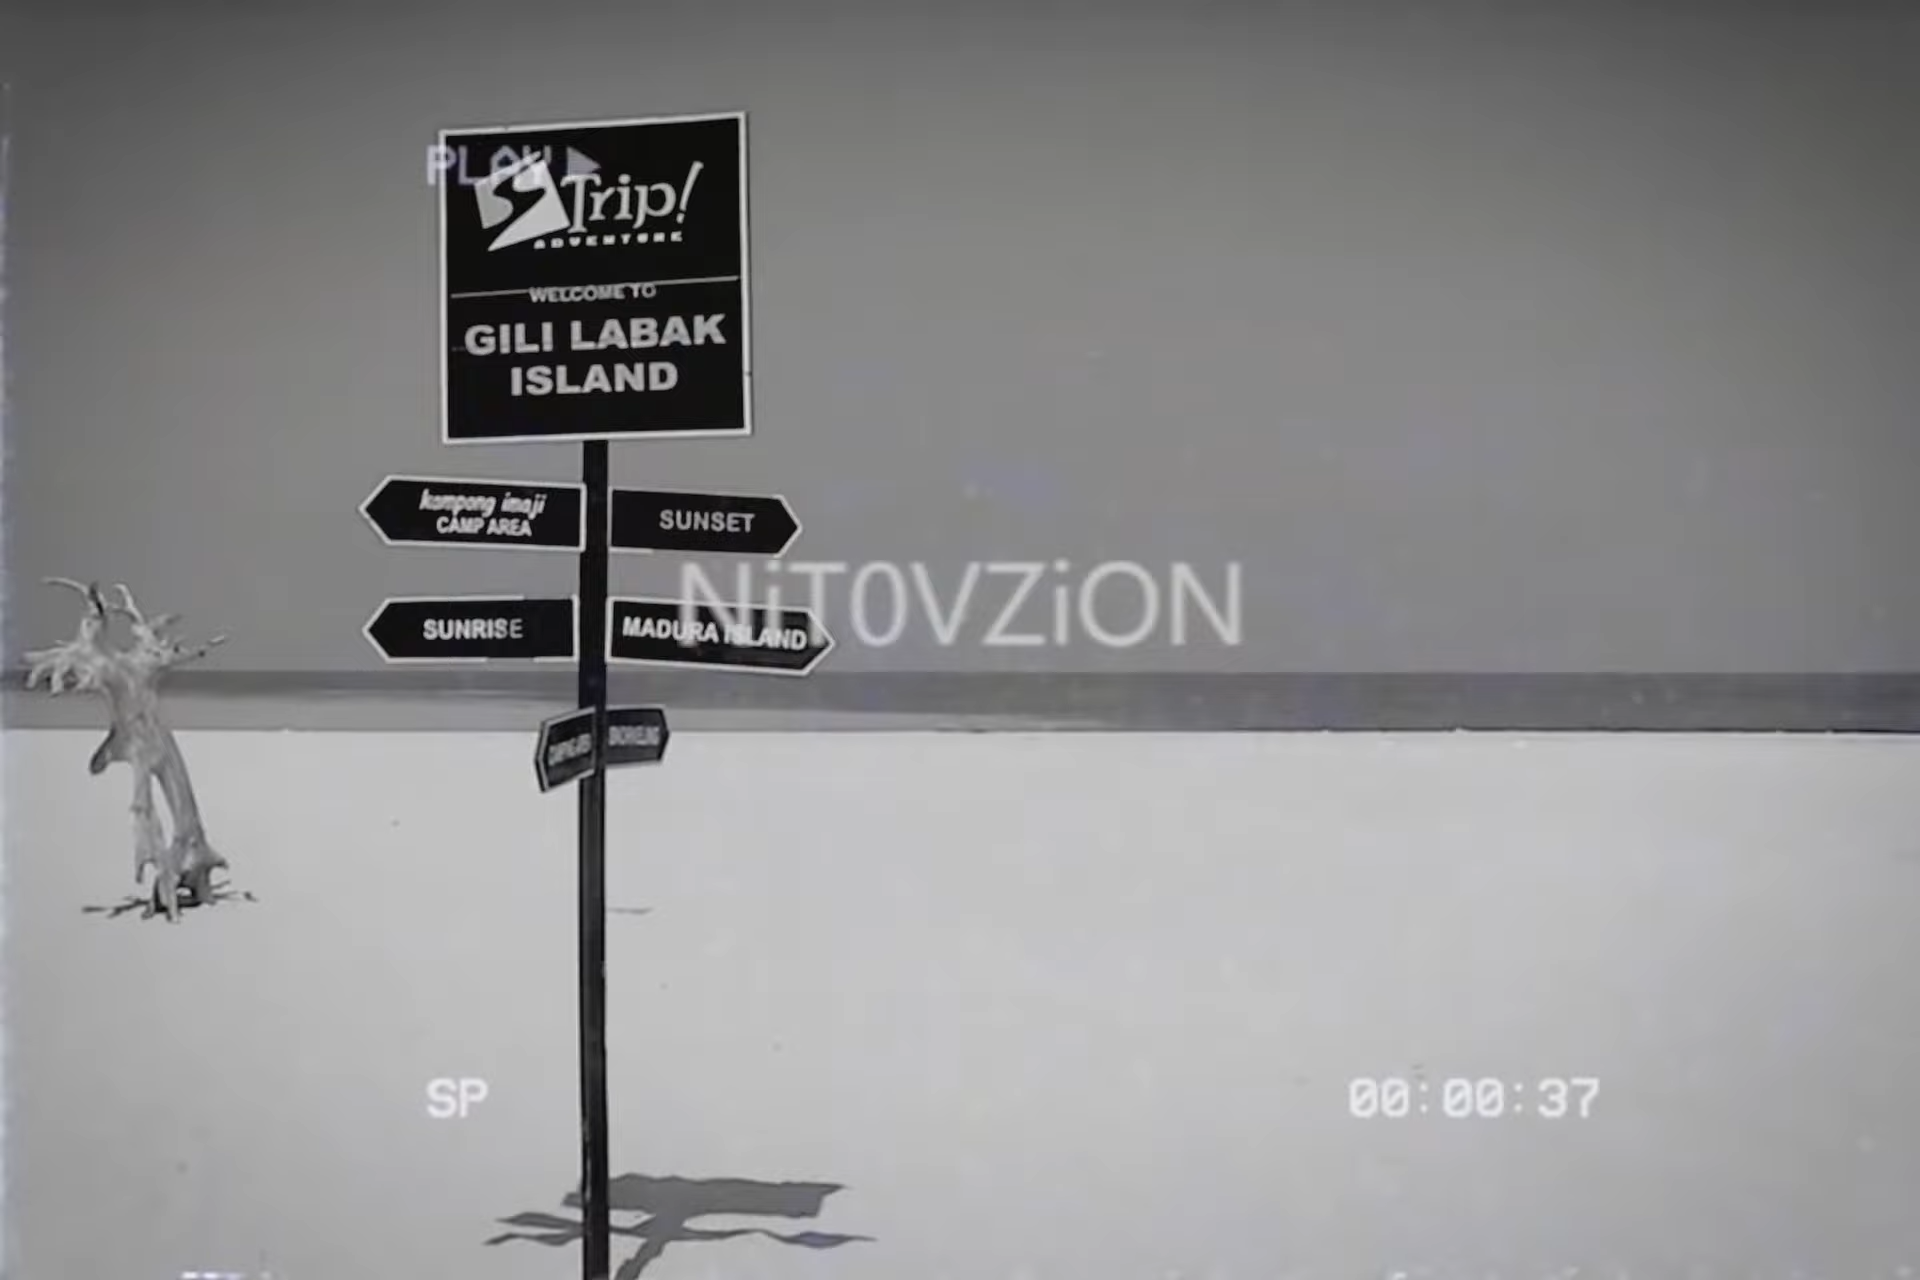 PLAY
Trip!
ADVENTURE
WELCOME TO
GILI LABAK
ISLAND
kampong imaji
CAMP AREA
SUNSET
NiT0VZiON
SUNRISE
MADURA ISLAND
SNORKELING
SP
00:00:37